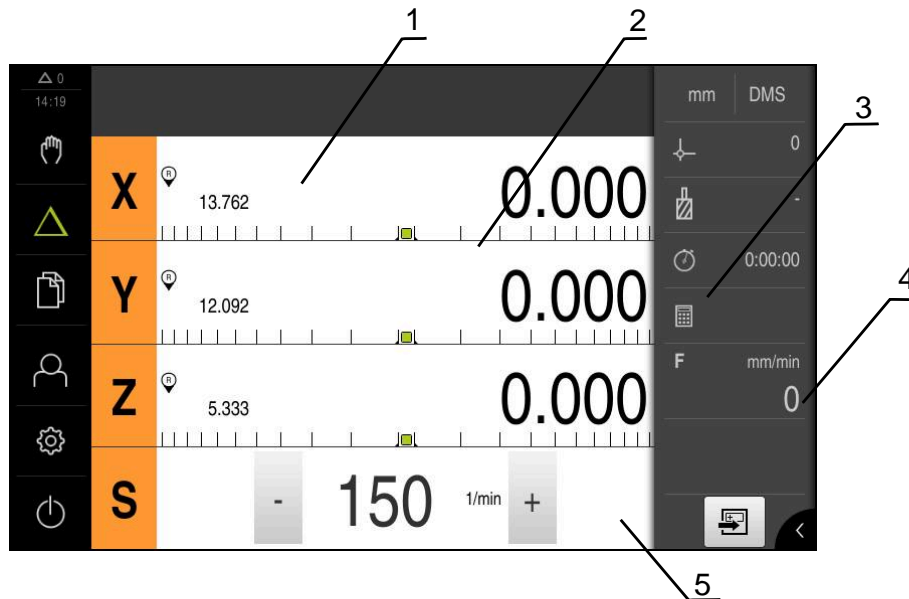 1
2
△ 0
14:19
mm DMS
3
0
X
R
13.762
0.000
-
0:00:00
Y
R
12.092
0.000
4
F mm/min
0
Z
R
5.333
0.000
S
- 150 1/min +
5